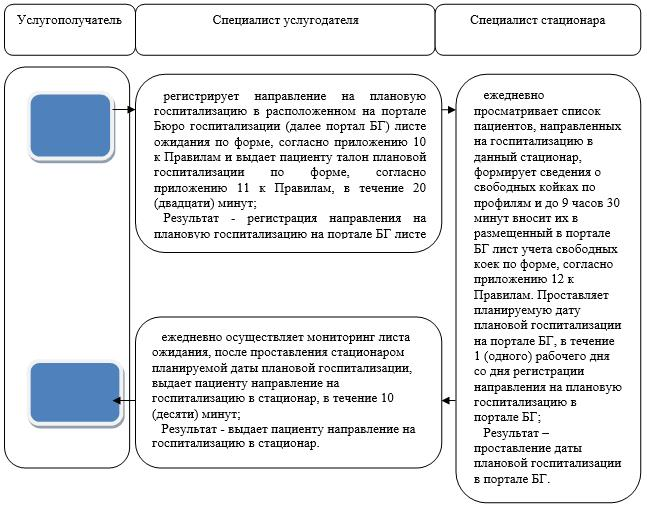 Услугополучатель
Специалист услугодателя
Специалист стационара
регистрирует направление на плановую
госпитализацию в расположенном на портале
Бюро госпитализации (далее портал БГ) листе
ожидания по форме, согласно приложению 10
к Правилам и выдает пациенту талон плановой
госпитализации по форме, согласно
приложению 11 к Правилам, в течение 20
(двадцати) минут;
Результат - регистрация направления на
плановую госпитализацию на портале БГ листе
ежедневно
просматривает список
пациентов, направленных
на госпитализацию в
данный стационар,
формирует сведения о
свободных койках по
профилям и до 9 часов 30
минут вносит их в
размещенный в портале
БГ лист учета свободных
коек по форме, согласно
приложению 12 к
Правилам. Проставляет
планируемую дату
плановой госпитализации
на портале БГ, в течение
1 (одного) рабочего дня
со дня регистрации
направления на плановую
госпитализацию в
портале БГ;
Результат –
проставление даты
плановой госпитализации
в портале БГ.
ежедневно осуществляет мониторинг листа
ожидания, после проставления стационаром
планируемой даты плановой госпитализации,
выдает пациенту направление на
госпитализацию в стационар, в течение 10
(десяти) минут;
Результат - выдает пациенту направление на
госпитализацию в стационар.